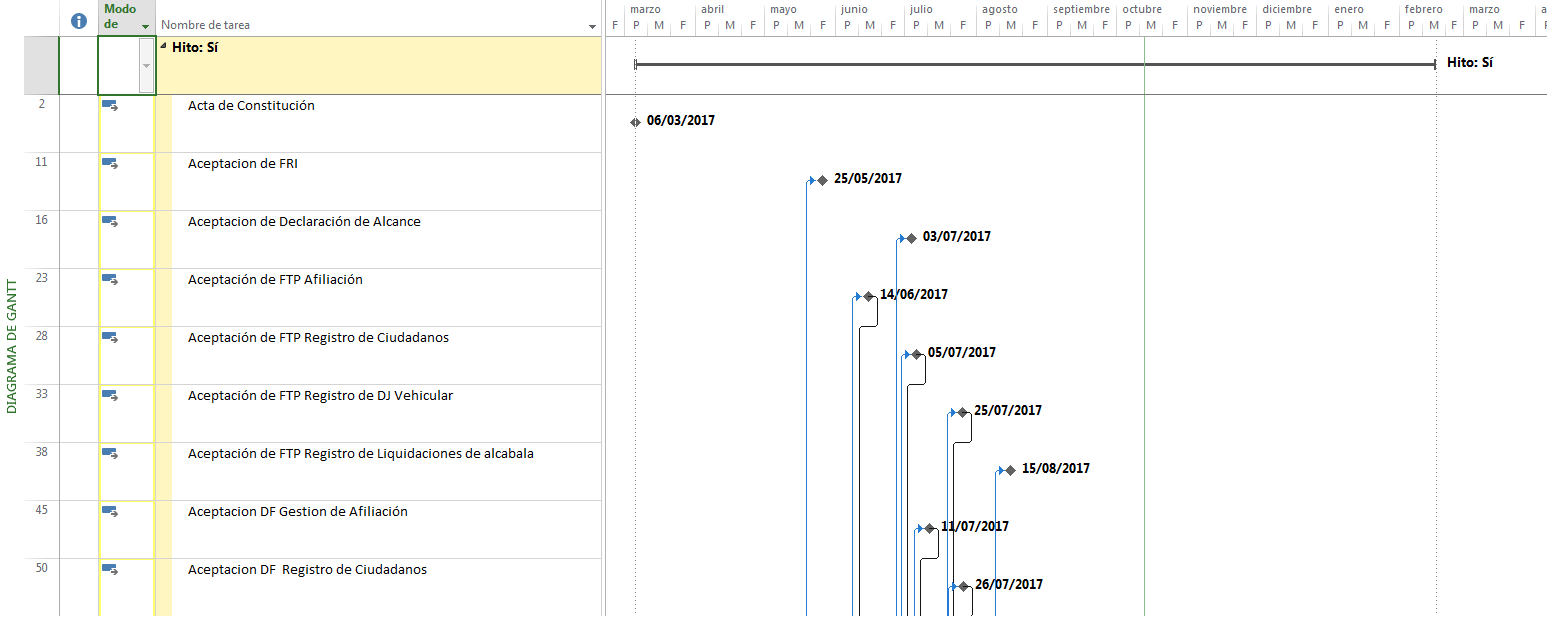 Modo de
Nombre de tarea
marzo abril mayo junio julio agosto septiembre octubre noviembre diciembre enero febrero marzo a
F P M F P M F P M F P M F P M F P M F P M F P M F P M F P M F P M F P M F P M F F
Hito: Sí
Hito: Sí
2 Acta de Constitución 06/03/2017
11 Aceptacion de FRI 25/05/2017
16 Aceptacion de Declaración de Alcance 03/07/2017
23 Aceptación de FTP Afiliación 14/06/2017
28 Aceptación de FTP Registro de Ciudadanos 05/07/2017
33 Aceptación de FTP Registro de DJ Vehicular 25/07/2017
38 Aceptación de FTP Registro de Liquidaciones de alcabala 15/08/2017
45 Aceptacion DF Gestion de Afiliación 11/07/2017
50 Aceptacion DF  Registro de Ciudadanos 26/07/2017
DIAGRAMA DE GANTT